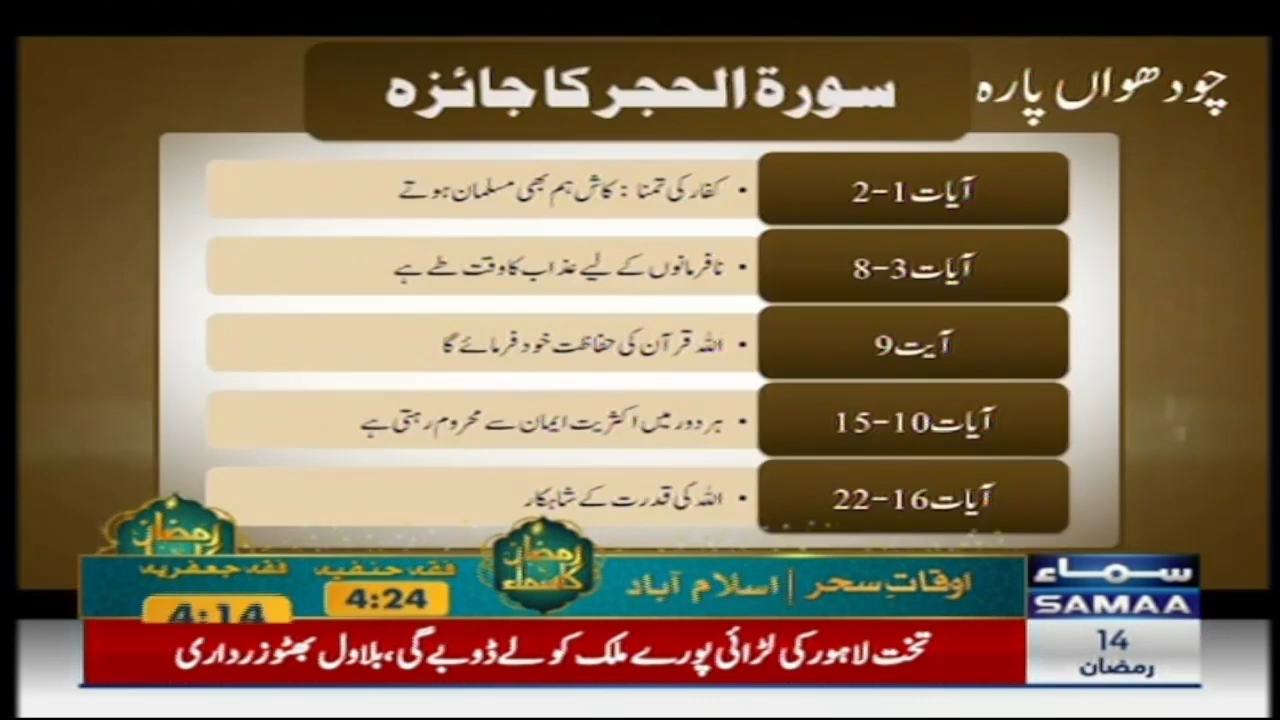 چودھواں پارہ
سورۃ الحجر کا جائزہ
آیات 1-2
• کفار کی تمنا : کاش ہم بھی مسلمان ہوتے
آیات 3-8
• نافرمانوں کے لیے عذاب کا وقت طے ہے
آیت 9
• اللہ قرآن کی حفاظت خود فرمائے گا
آیات 10-15
• ہر دور میں اکثریت ایمان سے محروم رہتی ہے
آیات 16-22
• اللہ کی قدرت کے شاہکار
رمضان
رمضان کا سماء
اوقاتِ سحر | اسلام آباد
فقہ حنفیہ 4:24
فقہ جعفریہ 4:14
سماء
SAMAA
تخت لاہور کی لڑائی پورے ملک کو لے ڈوبے گی، بلاول بھٹو زرداری
14
رمضان